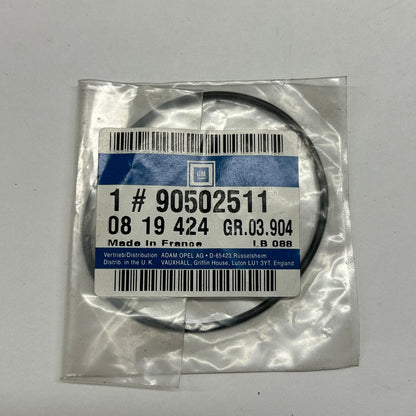 GM
1 # 90502511
08 19 424 GR.03.904
Made In France LB 088
Vertrieb/Distribution ADAM OPEL AG • D-65423 Rüsselsheim
Distrib. in the U. K. VAUXHALL, Griffin House, Luton LU1 3YT England